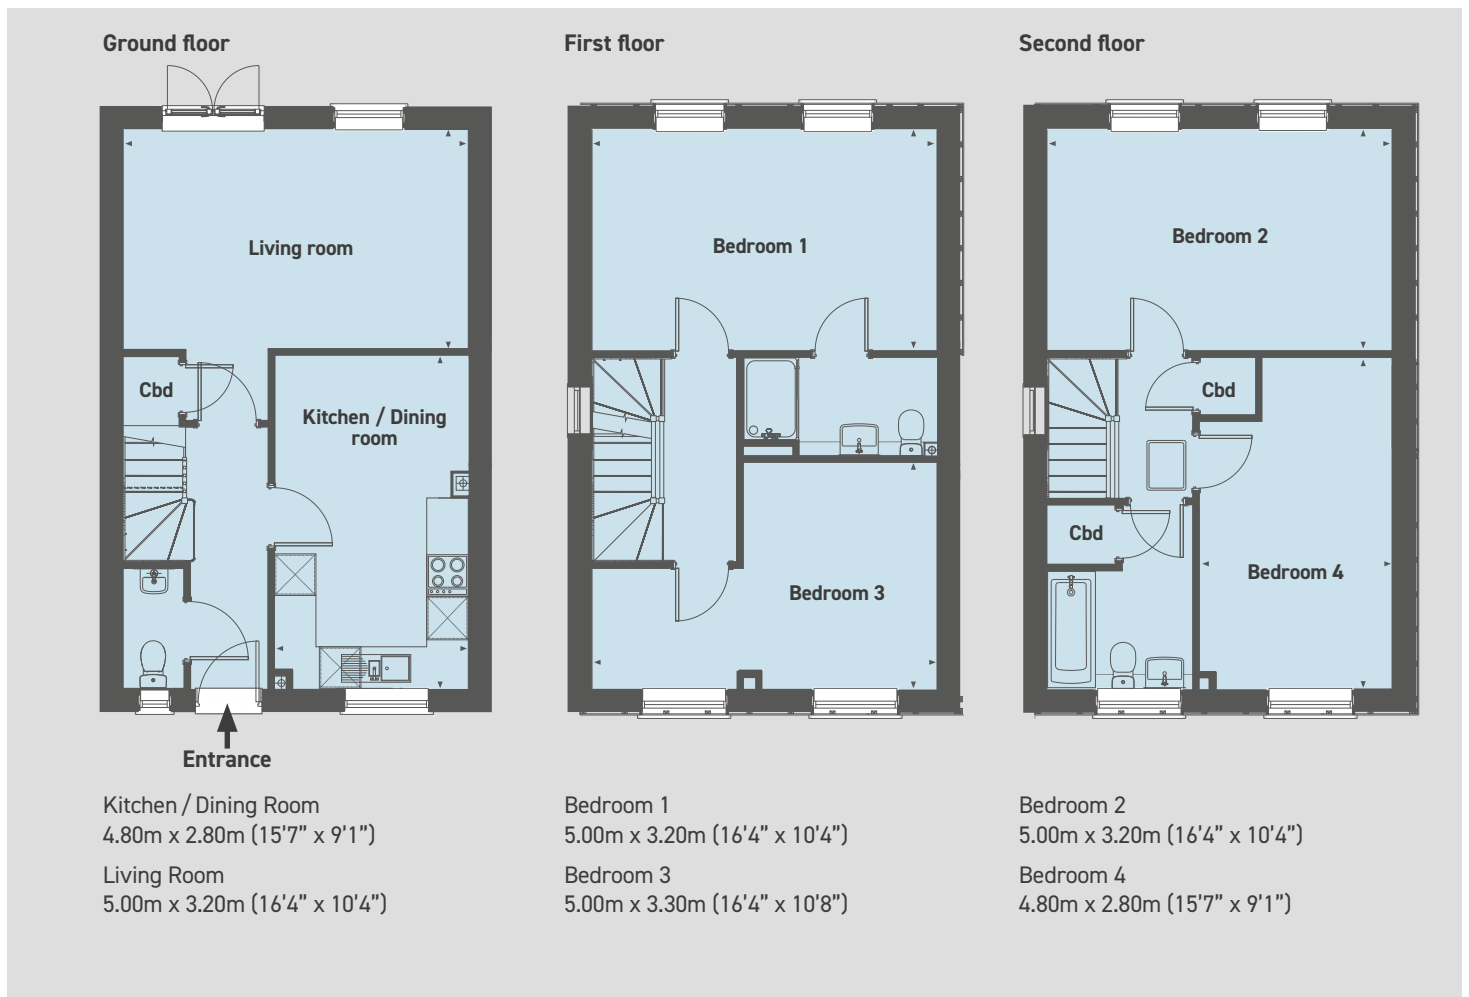 Ground floor
Living room
Cbd
Kitchen / Dining
room
Entrance
Kitchen / Dining Room
4.80m x 2.80m (15'7” x 9'1”)
Living Room
5.00m x 3.20m (16'4” x 10'4”)
First floor
Bedroom 1
Bedroom 3
Bedroom 1
5.00m x 3.20m (16'4” x 10'4”)
Bedroom 3
5.00m x 3.30m (16'4” x 10'8”)
Second floor
Bedroom 2
Cbd
Cbd
Bedroom 4
Bedroom 2
5.00m x 3.20m (16'4” x 10'4”)
Bedroom 4
4.80m x 2.80m (15'7” x 9'1”)